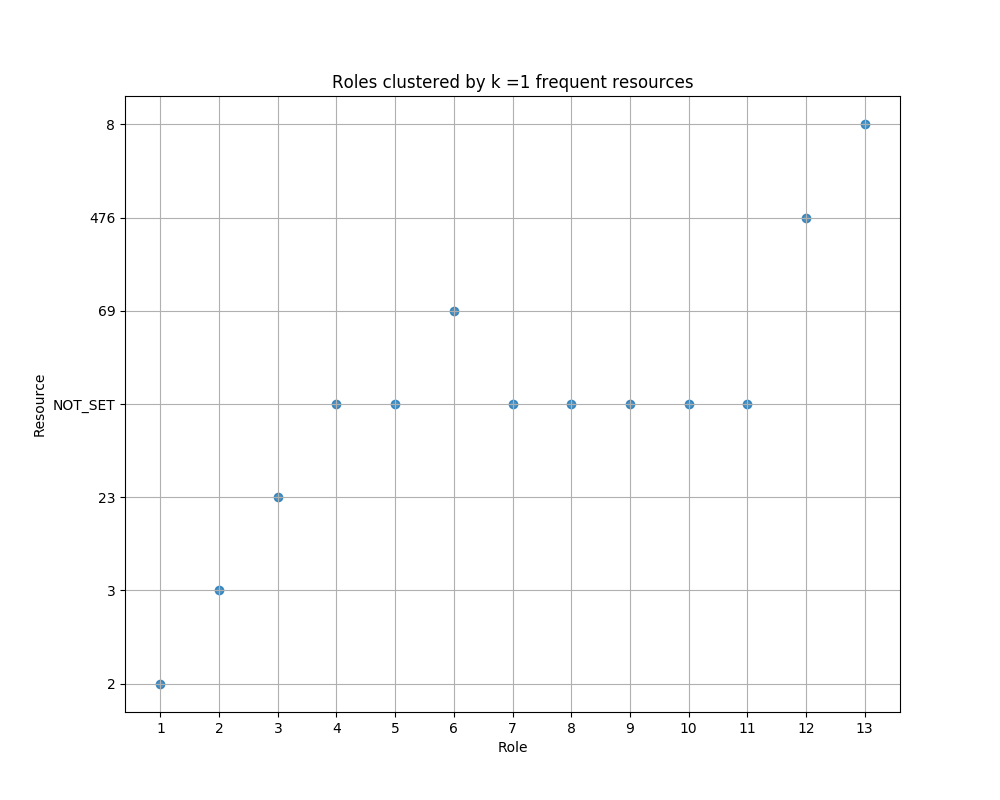 Roles clustered by k =1 frequent resources
8
476
69
NOT_SET
23
3
2
Resource
1 2 3 4 5 6 7 8 9 10 11 12 13
Role